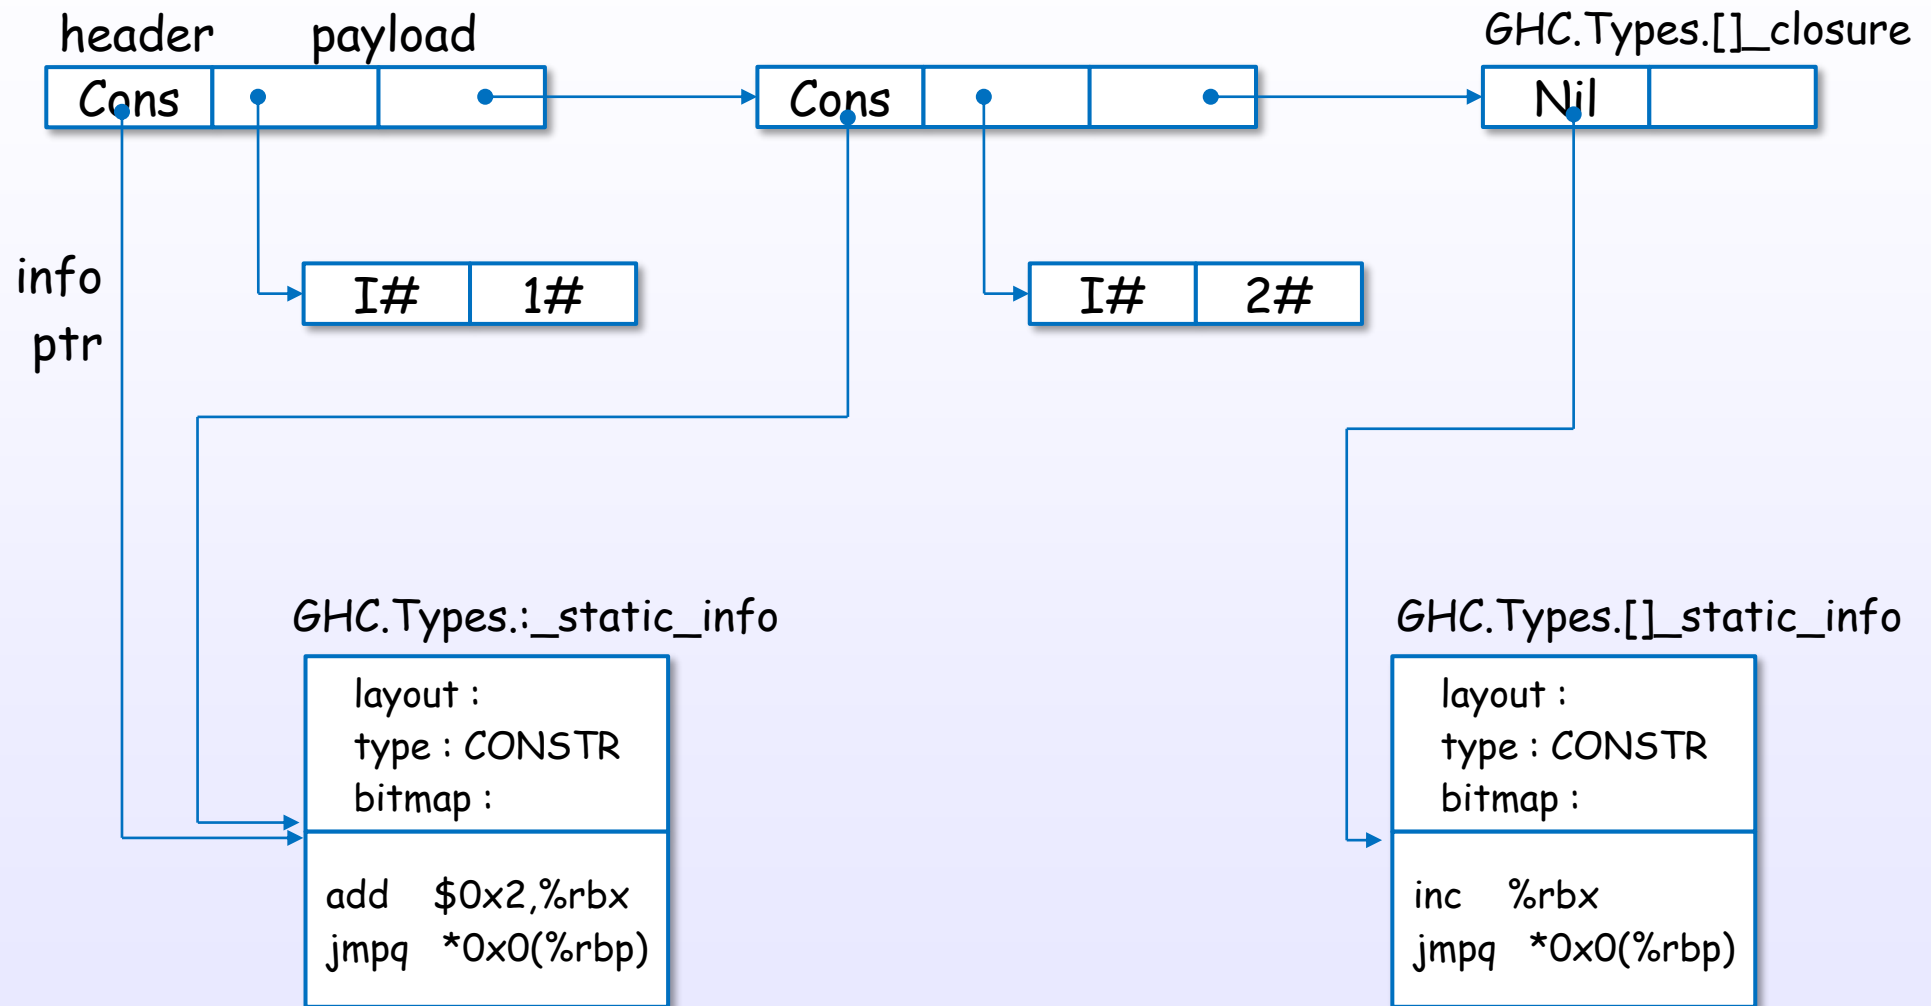 header payload GHC.Types.[]_closure
Cons Cons Nil
info
ptr
I# 1# I# 2#
GHC.Types.:_static_info GHC.Types.[]_static_info
layout :
type : CONSTR
bitmap :
add $0x2,%rbx
jmpq *0x0(%rbp)
layout :
type : CONSTR
bitmap :
inc %rbx
jmpq *0x0(%rbp)